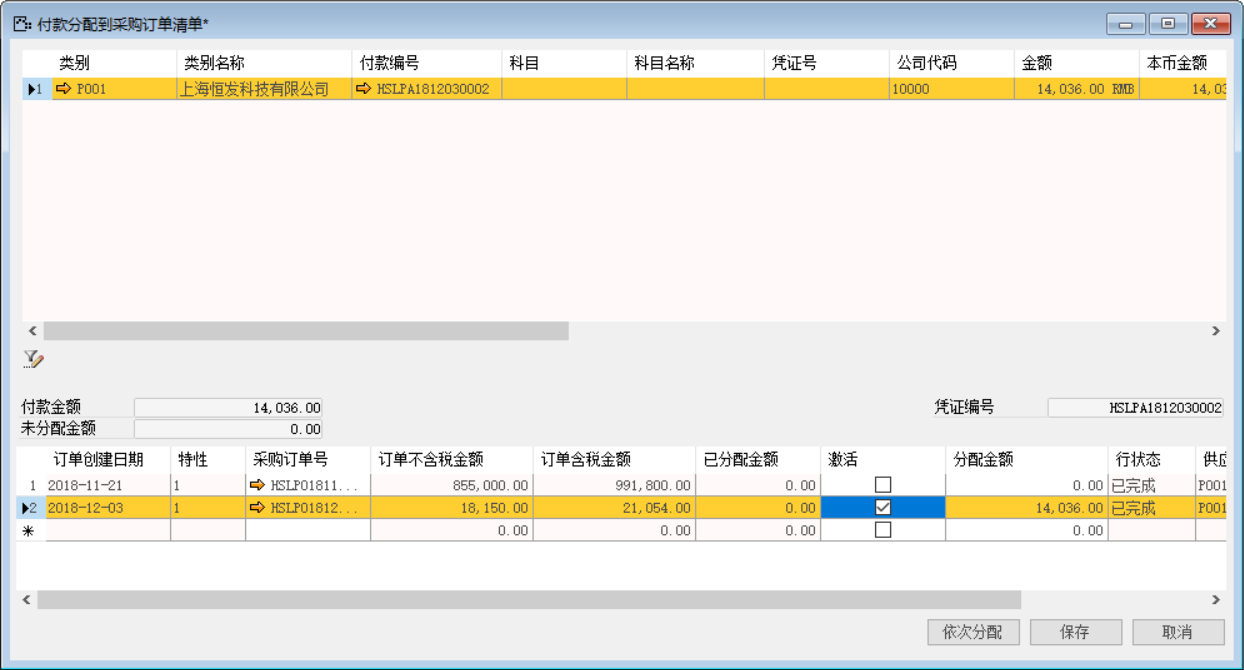 付款分配到采购订单清单*
类别 类别名称 付款编号 科目 科目名称 凭证号 公司代码 金额 本币金额
1 P001 上海恒发科技有限公司 HSLPA1812030002 10000 14,036.00 RMB 14,03
付款金额 14,036.00 凭证编号 HSLPA1812030002
未分配金额 0.00
订单创建日期 特性 采购订单号 订单不含税金额 订单含税金额 已分配金额 激活 分配金额 行状态 供应
1 2018-11-21 1 HSLPO1811... 855,000.00 991,800.00 0.00 0.00 已完成 P001
2 2018-12-03 1 HSLPO1812... 18,150.00 21,054.00 0.00 14,036.00 已完成 P001
* 0.00 0.00 0.00 0.00
依次分配 保存 取消